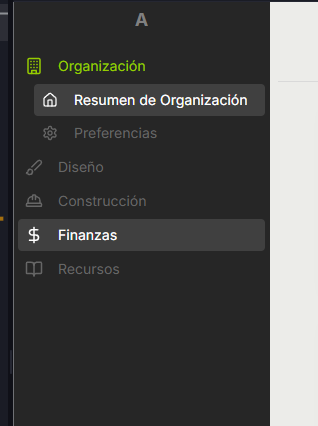 A
Organización
Resumen de Organización
Preferencias
Diseño
Construcción
Finanzas
Recursos